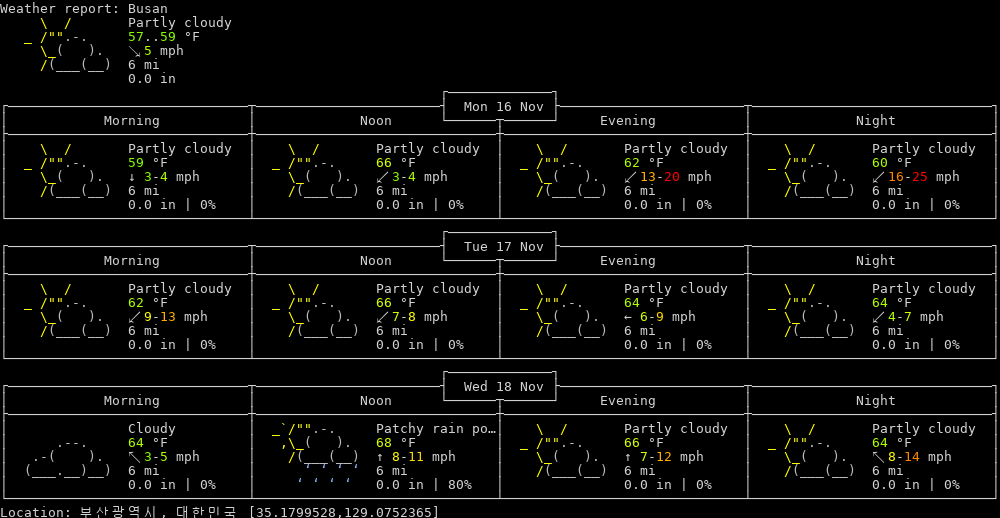 Weather report: Busan
Partly cloudy
57..59 °F
↘ 5 mph
6 mi
0.0 in
Mon 16 Nov
Morning Noon Evening Night
Partly cloudy Partly cloudy Partly cloudy Partly cloudy
59 °F 66 °F 62 °F 60 °F
↓ 3-4 mph ↙ 3-4 mph ↙ 13-20 mph ↙ 16-25 mph
6 mi 6 mi 6 mi 6 mi
0.0 in | 0% 0.0 in | 0% 0.0 in | 0% 0.0 in | 0%
Tue 17 Nov
Morning Noon Evening Night
Partly cloudy Partly cloudy Partly cloudy Partly cloudy
62 °F 66 °F 64 °F 64 °F
↙ 9-13 mph ↙ 7-8 mph ← 6-9 mph ↙ 4-7 mph
6 mi 6 mi 6 mi 6 mi
0.0 in | 0% 0.0 in | 0% 0.0 in | 0% 0.0 in | 0%
Wed 18 Nov
Morning Noon Evening Night
Cloudy Patchy rain po… Partly cloudy Partly cloudy
64 °F 68 °F 66 °F 64 °F
↖ 3-5 mph ↑ 8-11 mph ↑ 7-12 mph ↖ 8-14 mph
6 mi 6 mi 6 mi 6 mi
0.0 in | 0% 0.0 in | 80% 0.0 in | 0% 0.0 in | 0%
Location: 부산광역시, 대한민국 [35.1799528,129.0752365]